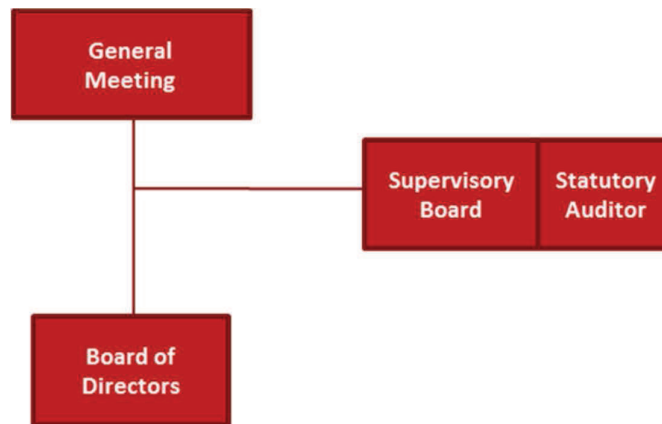 General
Meeting
Supervisory
Board
Statutory
Auditor
Board of
Directors